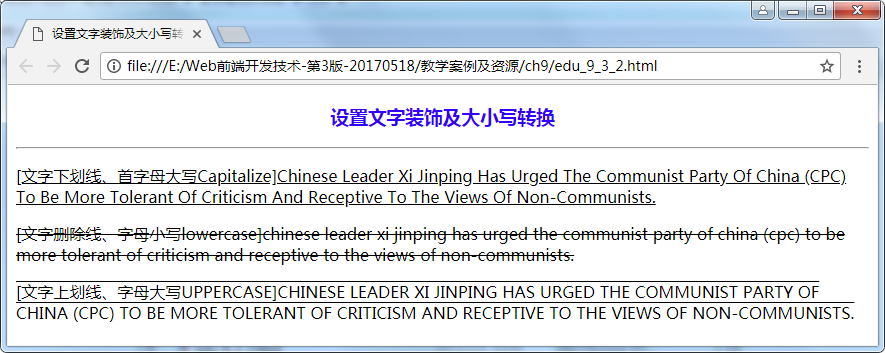 设置文字装饰及大小写转
file:///E:/Web前端开发技术-第3版-20170518/教学案例及资源/ch9/edu_9_3_2.html
设置文字装饰及大小写转换
[文字下划线、首字母大写Capitalize]Chinese Leader Xi Jinping Has Urged The Communist Party Of China (CPC)
To Be More Tolerant Of Criticism And Receptive To The Views Of Non-Communists.
[文字删除线、字母小写lowercase]chinese leader xi jinping has urged the communist party of china (cpc) to be
more tolerant of criticism and receptive to the views of non-communists.
[文字上划线、字母大写UPPERCASE]CHINESE LEADER XI JINPING HAS URGED THE COMMUNIST PARTY OF
CHINA (CPC) TO BE MORE TOLERANT OF CRITICISM AND RECEPTIVE TO THE VIEWS OF NON-COMMUNISTS.